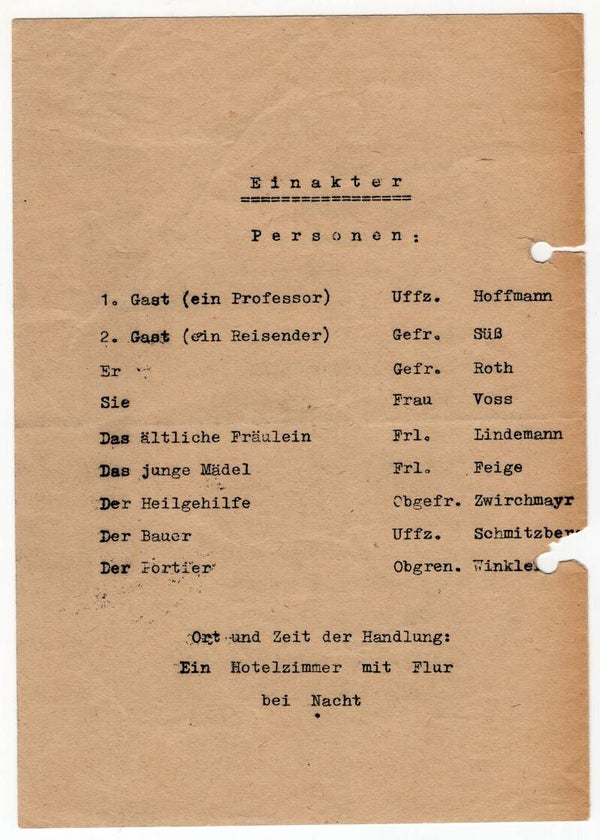 Einakter
Personen:
1. Gast (ein Professor) Uffz. Hoffmann
2. Gast (ein Reisender) Gefr. Süß
Er Gefr. Roth
Sie Frau Voss
Das ältliche Fräulein Frl. Lindemann
Das junge Mädel Frl. Feige
Der Heilgehilfe Obgefr. Zwirchmayr
Der Bauer Uffz.
Der Portier Obgren.
Ort und Zeit der Handlung:
Ein Hotelzimmer mit Flur
bei Nacht